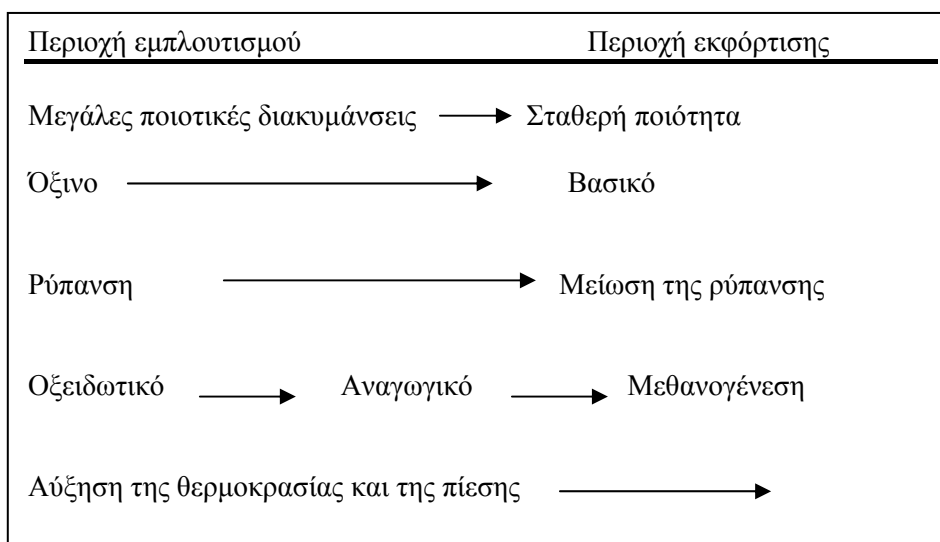 Περιοχή εμπλουτισμού Περιοχή εκφόρτισης
Μεγάλες ποιοτικές διακυμάνσεις Σταθερή ποιότητα
Όξινο Βασικό
Ρύπανση Μείωση της ρύπανσης
Οξειδωτικό Αναγωγικό Μεθανογένεση
Αύξηση της θερμοκρασίας και της πίεσης